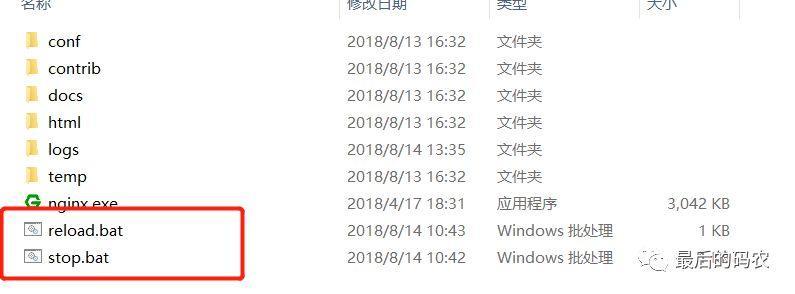 名称 修改日期 类型 大小
conf 2018/8/13 16:32 文件夹
contrib 2018/8/13 16:32 文件夹
docs 2018/8/13 16:32 文件夹
html 2018/8/13 16:32 文件夹
logs 2018/8/14 13:35 文件夹
temp 2018/8/13 16:32 文件夹
nginx.exe 2018/4/17 18:31 应用程序 3,042 KB
reload.bat 2018/8/14 10:43 Windows 批处理 1 KB
stop.bat 2018/8/14 10:42 Windows 批处理
最后的码农